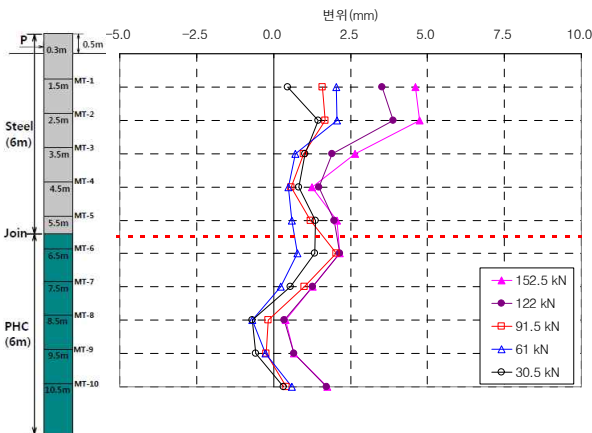 변위(mm)
-5.0
-2.5
0.0
2.5
5.0
7.5
10.0
P
0.3m
0.5m
1.5m
MT-1
2.5m
MT-2
Steel
(6m)
3.5m
MT-3
4.5m
MT-4
5.5m
MT-5
Join
6.5m
MT-6
7.5m
MT-7
8.5m
MT-8
PHC
(6m)
9.5m
MT-9
10.5m
MT-10
152.5 kN
122 kN
91.5 kN
61 kN
30.5 kN